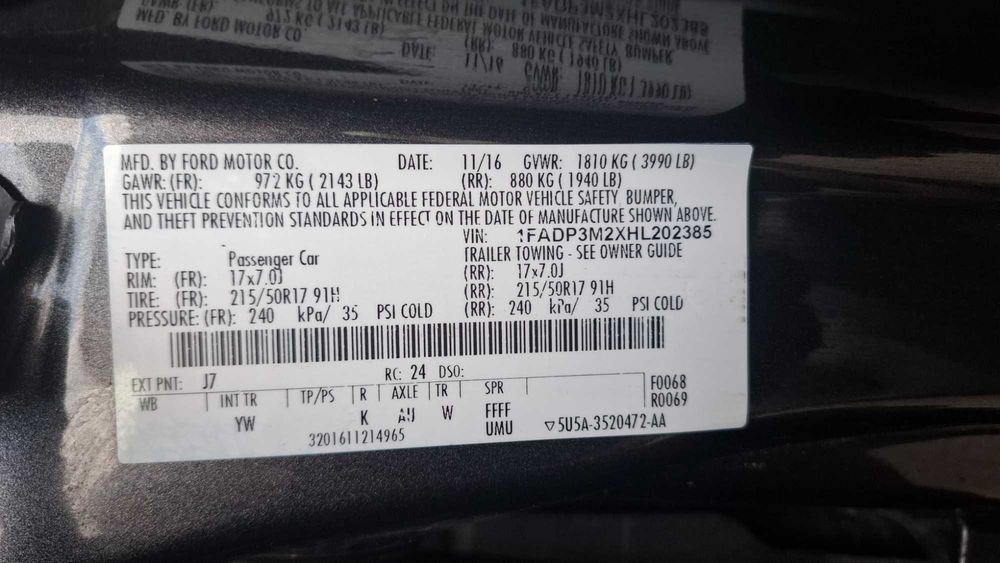 MFD. BY FORD MOTOR CO. DATE: 11/16 GVWR: 1810 KG ( 3990 LB)
GAWR: (FR): 972 KG ( 2143 LB) (RR): 880 KG ( 1940 LB)
THIS VEHICLE CONFORMS TO ALL APPLICABLE FEDERAL MOTOR VEHICLE SAFETY, BUMPER,
AND THEFT PREVENTION STANDARDS IN EFFECT ON THE DATE OF MANUFACTURE SHOWN ABOVE.
VIN: 1FADP3M2XHL202385
TYPE: Passenger Car TRAILER TOWING - SEE OWNER GUIDE
RIM: (FR): 17x7.0J (RR): 17x7.0J
TIRE: (FR): 215/50R17 91H (RR): 215/50R17 91H
PRESSURE: (FR): 240 kPa/ 35 PSI COLD (RR): 240 kPa/ 35 PSI COLD
EXT PNT: J7 RC: 24 DSO: F0068
WB INT TR TP/PS R AXLE TR SPR R0069
YW K W FFFF
3201611214965 UMU ▽5U5A-3520472-AA